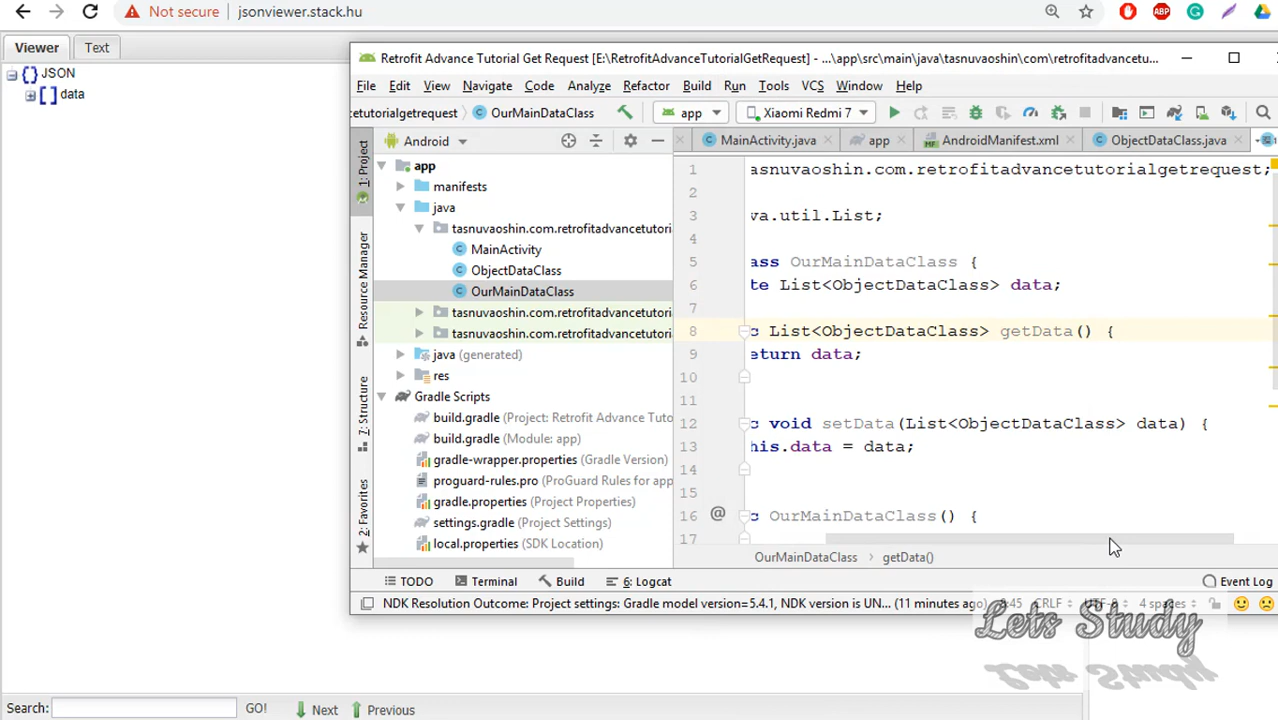 Not secure
jsonviewer.stack.hu
ABP
Viewer
Text
JSON
data
Retrofit Advance Tutorial Get Request [E:\RetrofitAdvanceTutorialGetRequest] - ...\app\src\main\java\tasnuvaoshin\com\retrofitadvancetu...
File Edit View Navigate Code Analyze Refactor Build Run Tools VCS Window Help
cetutorialgetrequest
OurMainDataClass
app
Xiaomi Redmi 7
Android
MainActivity.java
app
AndroidManifest.xml
ObjectDataClass.java
1: Project
Resource Manager
7: Structure
2: Favorites
app
manifests
java
tasnuvaoshin.com.retrofitadvancetutori
MainActivity
ObjectDataClass
OurMainDataClass
tasnuvaoshin.com.retrofitadvancetutori
tasnuvaoshin.com.retrofitadvancetutori
java (generated)
res
Gradle Scripts
build.gradle (Project: Retrofit Advance Tuto
build.gradle (Module: app)
gradle-wrapper.properties (Gradle Version)
proguard-rules.pro (ProGuard Rules for app
gradle.properties (Project Properties)
settings.gradle (Project Settings)
local.properties (SDK Location)
1 asnuvaoshin.com.retrofitadvancetutorialgetrequest;
2
3 va.util.List;
4
5 ass OurMainDataClass {
6 te List<ObjectDataClass> data;
7
8 c List<ObjectDataClass> getData() {
9 eturn data;
10
11
12 c void setData(List<ObjectDataClass> data) {
13 his.data = data;
14
15
16 @ c OurMainDataClass() {
17
OurMainDataClass
getData()
TODO
Terminal
Build
6: Logcat
Event Log
NDK Resolution Outcome: Project settings: Gradle model version=5.4.1, NDK version is UN... (11 minutes ago)
:45
CRLF
UTF-8
4 spaces
Lets Study
Search:
GO!
Next
Previous